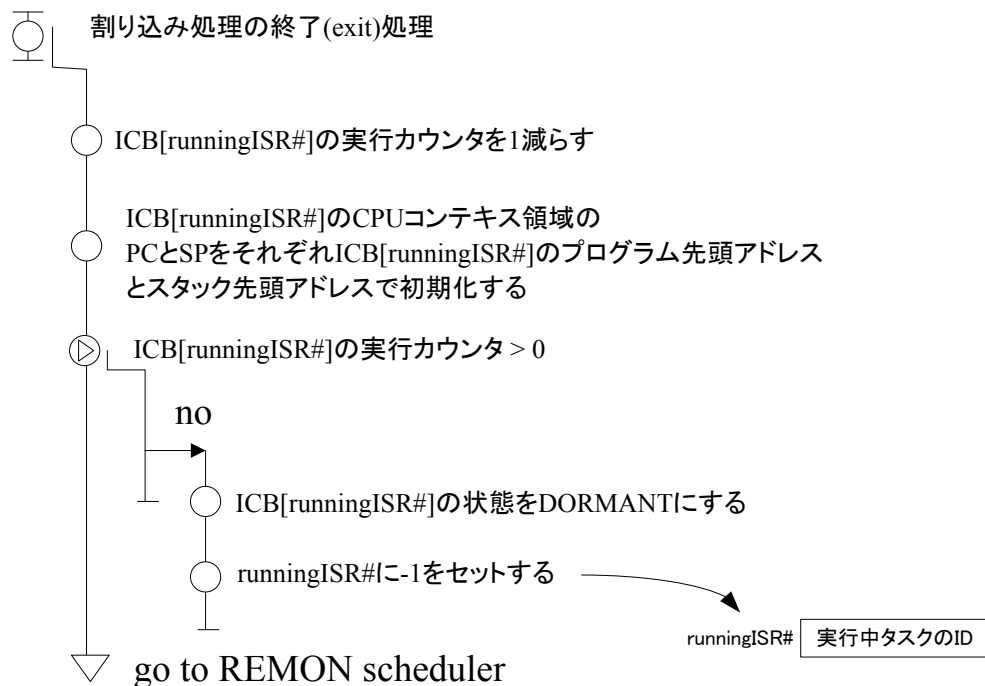 割り込み処理の終了(exit)処理
ICB[runningISR#]の実行カウンタを1減らす
ICB[runningISR#]のCPUコンテキス領域の
PCとSPをそれぞれICB[runningISR#]のプログラム先頭アドレス
とスタック先頭アドレスで初期化する
ICB[runningISR#]の実行カウンタ > 0
no
ICB[runningISR#]の状態をDORMANTにする
runningISR#に-1をセットする
runningISR# 実行中タスクのID
go to REMON scheduler